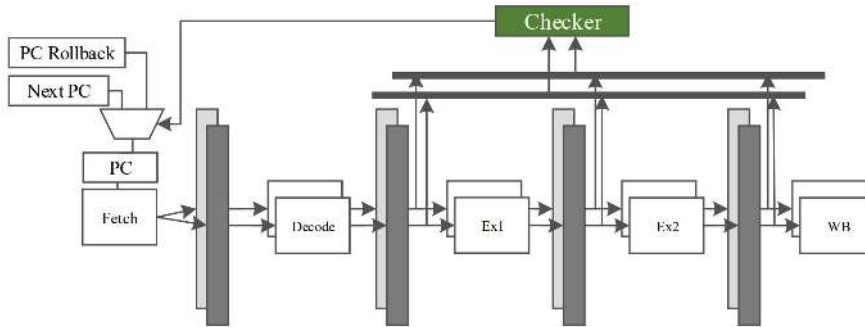 Checker
PC Rollback
Next PC
PC
Fetch
Decode
Ex1
Ex2
WB